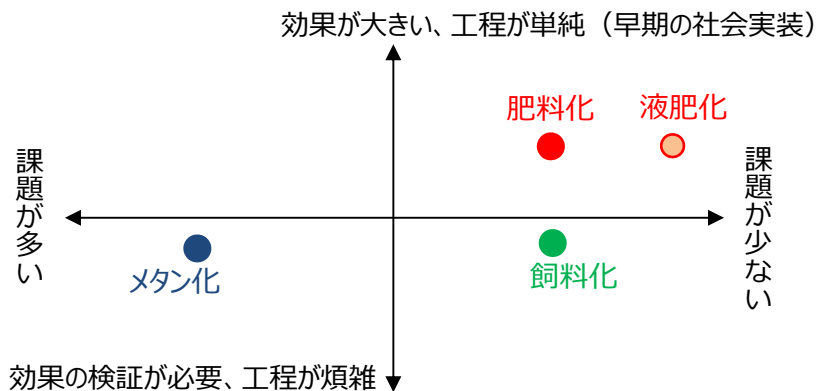 効果が大きい、工程が単純（早期の社会実装）
肥料化
液肥化
課題が多い
課題が少ない
メタン化
飼料化
効果の検証が必要、工程が煩雑